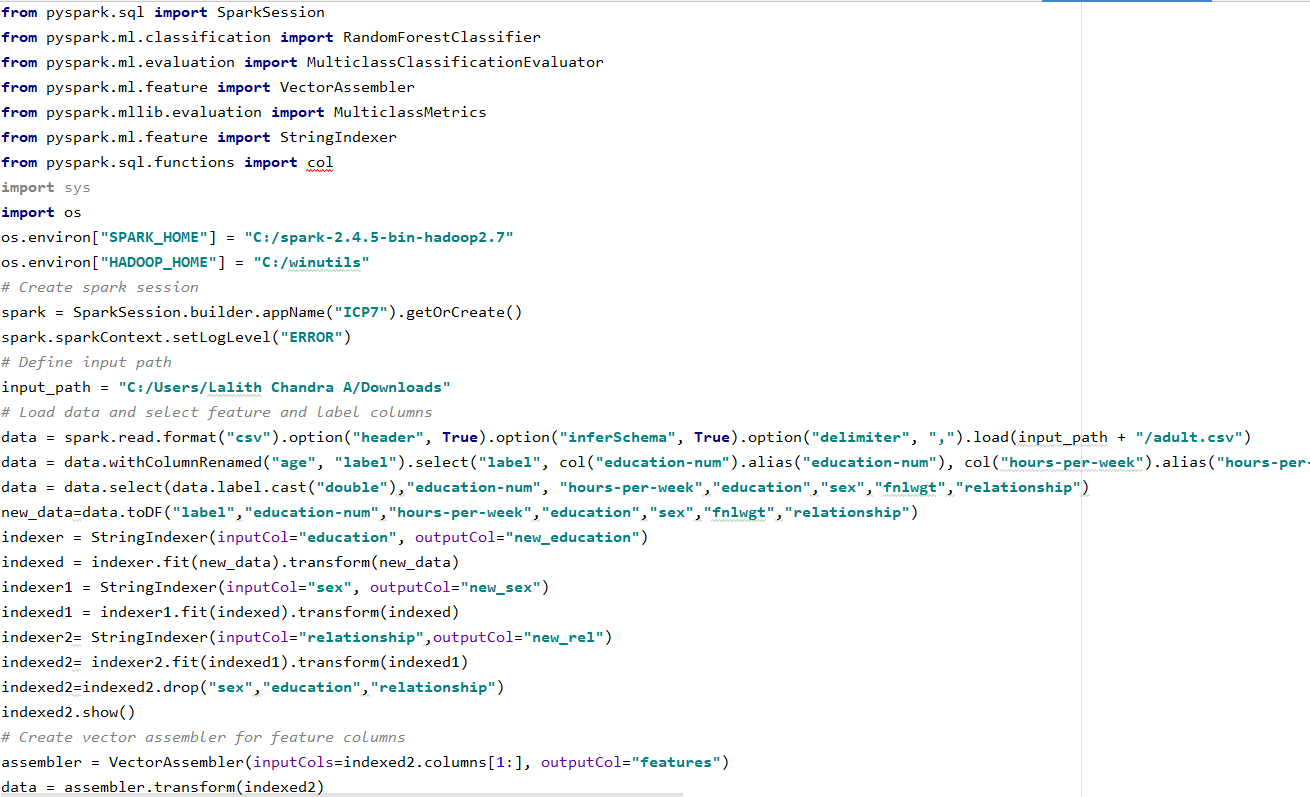 from pyspark.sql import SparkSession
from pyspark.ml.classification import RandomForestClassifier
from pyspark.ml.evaluation import MulticlassClassificationEvaluator
from pyspark.ml.feature import VectorAssembler
from pyspark.mllib.evaluation import MulticlassMetrics
from pyspark.ml.feature import StringIndexer
from pyspark.sql.functions import col
import sys
import os
os.environ["SPARK_HOME"] = "C:/spark-2.4.5-bin-hadoop2.7"
os.environ["HADOOP_HOME"] = "C:/winutils"
# Create spark session
spark = SparkSession.builder.appName("ICP7").getOrCreate()
spark.sparkContext.setLogLevel("ERROR")
# Define input path
input_path = "C:/Users/Lalith Chandra A/Downloads"
# Load data and select feature and label columns
data = spark.read.format("csv").option("header", True).option("inferSchema", True).option("delimiter", ",").load(input_path + "/adult.csv")
data = data.withColumnRenamed("age", "label").select("label", col("education-num").alias("education-num"), col("hours-per-week").alias("hours-per-
data = data.select(data.label.cast("double"),"education-num", "hours-per-week","education","sex","fnlwgt","relationship")
new_data=data.toDF("label","education-num","hours-per-week","education","sex","fnlwgt","relationship")
indexer = StringIndexer(inputCol="education", outputCol="new_education")
indexed = indexer.fit(new_data).transform(new_data)
indexer1 = StringIndexer(inputCol="sex", outputCol="new_sex")
indexed1 = indexer1.fit(indexed).transform(indexed)
indexer2= StringIndexer(inputCol="relationship",outputCol="new_rel")
indexed2= indexer2.fit(indexed1).transform(indexed1)
indexed2=indexed2.drop("sex","education","relationship")
indexed2.show()
# Create vector assembler for feature columns
assembler = VectorAssembler(inputCols=indexed2.columns[1:], outputCol="features")
data = assembler.transform(indexed2)